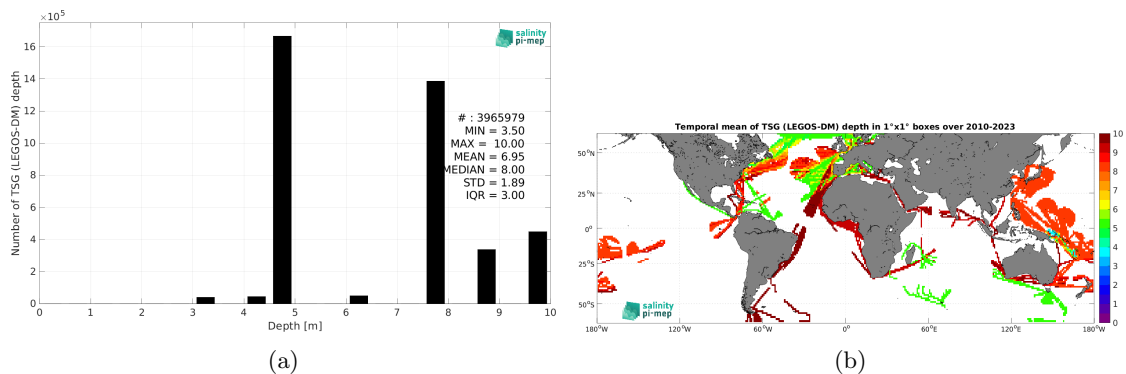 ×10⁵
16
14
12
10
8
6
4
2
0
Number of TSG (LEGOS-DM) depth
0 1 2 3 4 5 6 7 8 9 10
Depth [m]
salinity
pi-mep
# : 3965979
MIN = 3.50
MAX = 10.00
MEAN = 6.95
MEDIAN = 8.00
STD = 1.89
IQR = 3.00
(a)
Temporal mean of TSG (LEGOS-DM) depth in 1°x1° boxes over 2010-2023
50°N
25°N
0°
25°S
50°S
180°W 120°W 60°W 0° 60°E 120°E 180°W
salinity
pi-mep
10
9
8
7
6
5
4
3
2
1
0
(b)